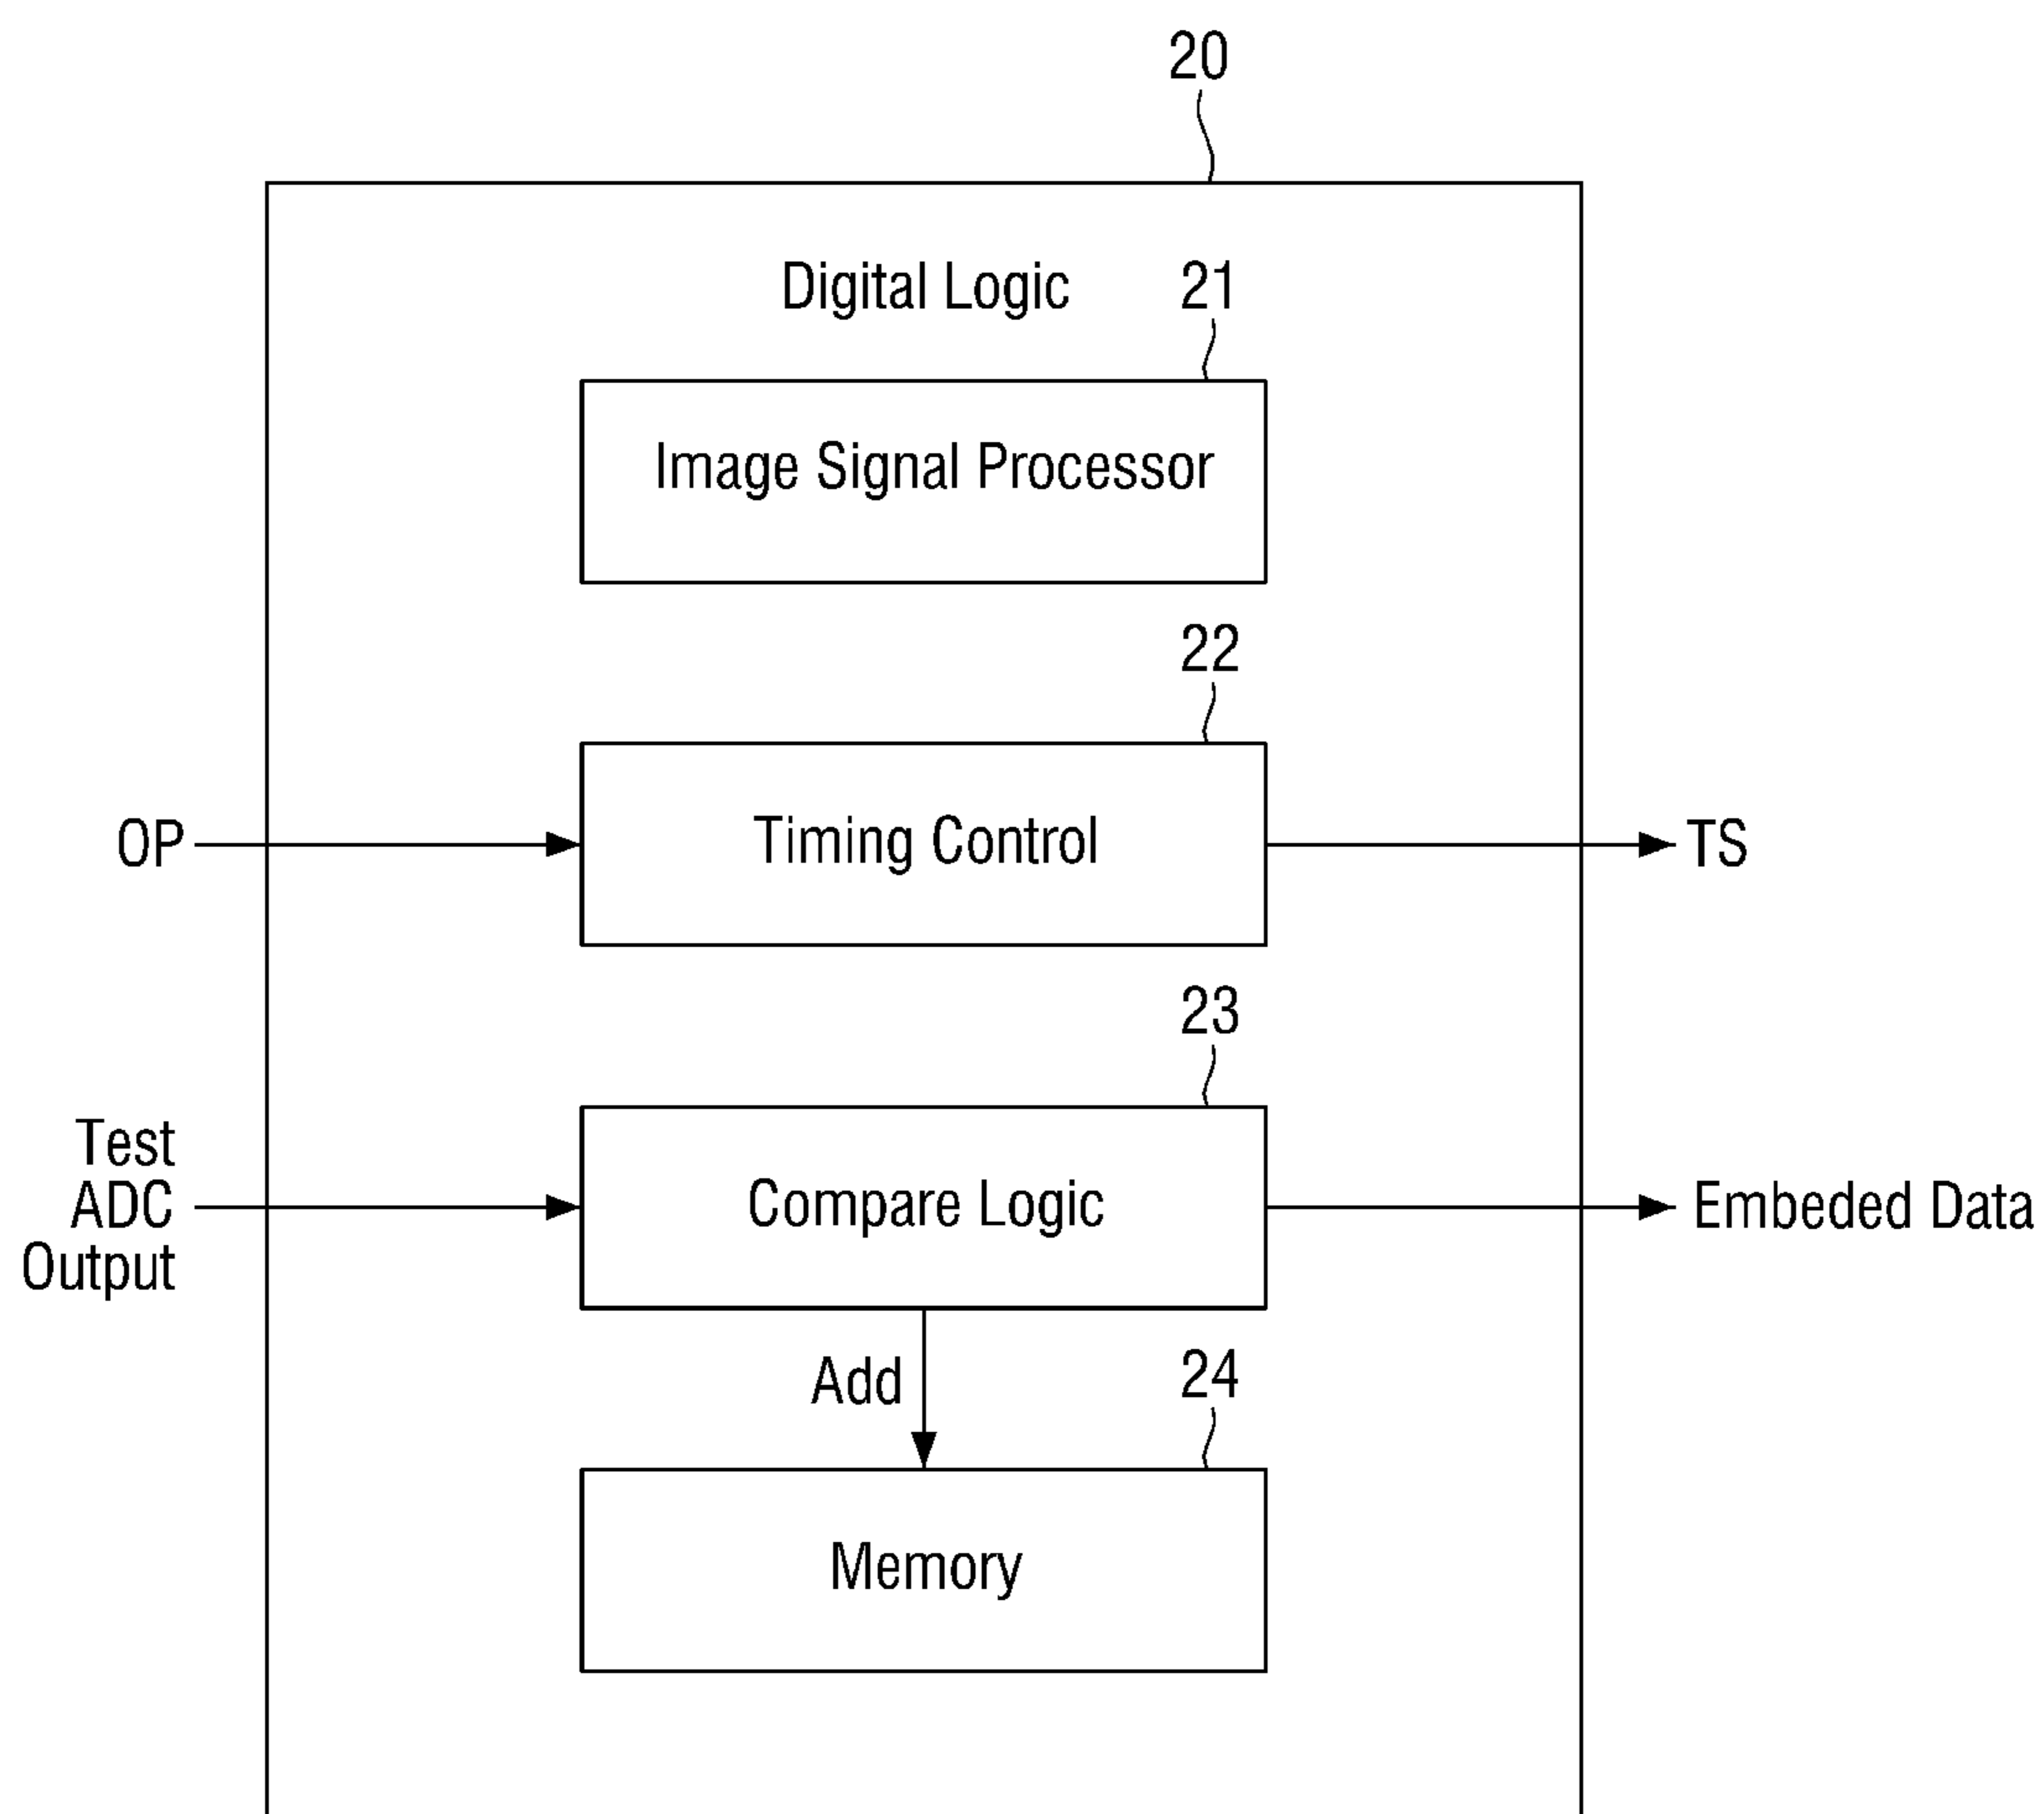 20
Digital Logic
21
Image Signal Processor
22
OP
Timing Control
TS
23
Test
ADC
Output
Compare Logic
Embeded Data
Add
24
Memory